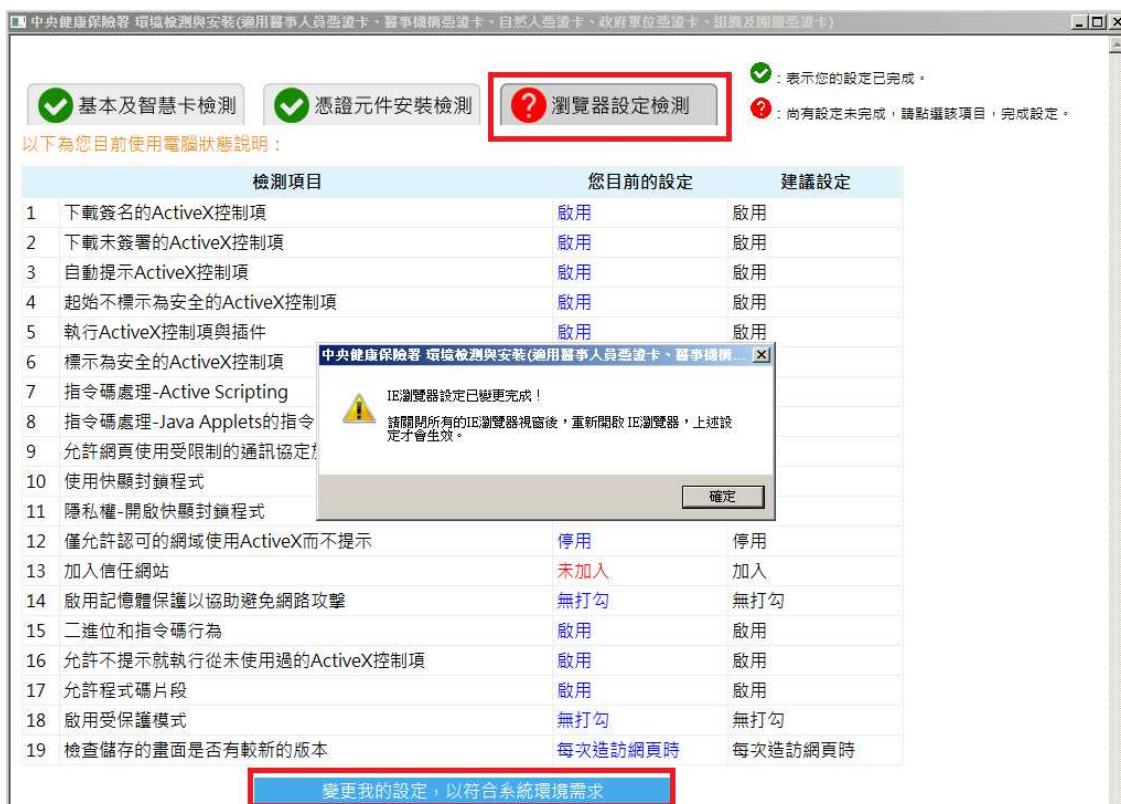 中央健康保險署 環境檢測與安裝(適用醫事人員憑證卡、醫事機構憑證卡、自然人憑證卡、政府單位憑證卡、組織及團體憑證卡)
基本及智慧卡檢測 憑證元件安裝檢測 瀏覽器設定檢測
：表示您的設定已完成。
：尚有設定未完成，請點選該項目，完成設定。
以下為您目前使用電腦狀態說明：
檢測項目 您目前的設定 建議設定
1 下載簽名的ActiveX控制項 啟用 啟用
2 下載未簽署的ActiveX控制項 啟用 啟用
3 自動提示ActiveX控制項 啟用 啟用
4 起始不標示為安全的ActiveX控制項 啟用 啟用
5 執行ActiveX控制項與插件 啟用 啟用
6 標示為安全的ActiveX控制項
7 指令碼處理-Active Scripting
8 指令碼處理-Java Applets的指令
9 允許網頁使用受限制的通訊協定
10 使用快顯封鎖程式
11 隱私權-開啟快顯封鎖程式
中央健康保險署 環境檢測與安裝(適用醫事人員憑證卡、醫事機構...
IE瀏覽器設定已變更完成！
請關閉所有的IE瀏覽器視窗後，重新開啟 IE瀏覽器，上述設
定才會生效。
確定
12 僅允許認可的網域使用ActiveX而不提示 停用 停用
13 加入信任網站 未加入 加入
14 啟用記憶體保護以協助避免網路攻擊 無打勾 無打勾
15 二進位和指令碼行為 啟用 啟用
16 允許不提示就執行從未使用過的ActiveX控制項 啟用 啟用
17 允許程式碼片段 啟用 啟用
18 啟用受保護模式 無打勾 無打勾
19 檢查儲存的畫面是否有較新的版本 每次造訪網頁時 每次造訪網頁時
變更我的設定，以符合系統環境需求